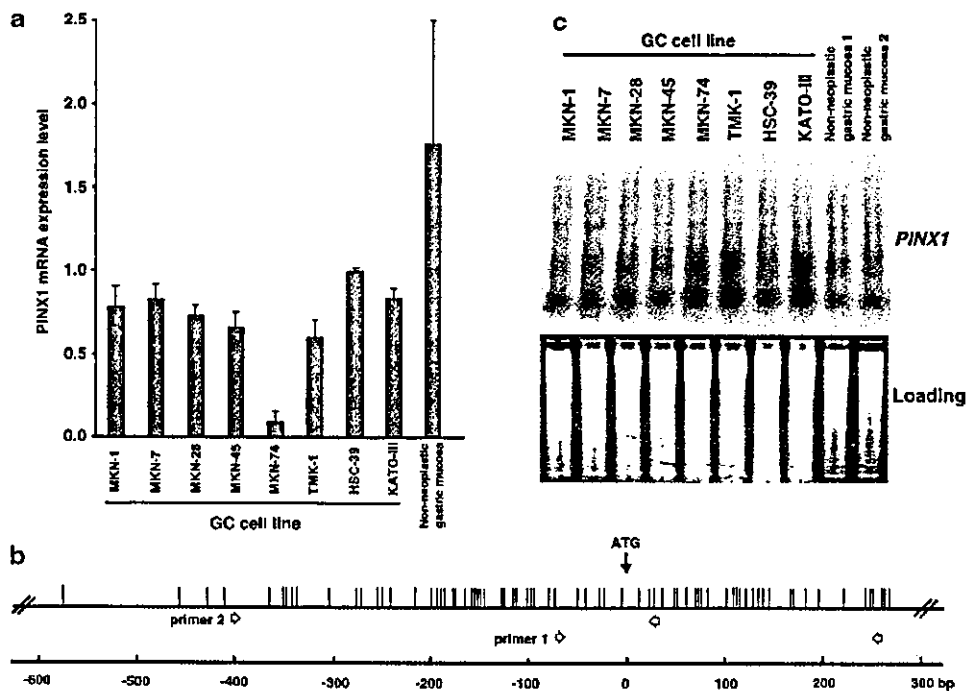 a
2.5
2.0
1.5
1.0
0.5
0.0
PINX1 mRNA expression level
MKN-1
MKN-7
MKN-28
MKN-45
MKN-74
TMK-1
HSC-39
KATO-III
Non-neoplastic
gastric mucosa
GC cell line
c
GC cell line
MKN-1
MKN-7
MKN-28
MKN-45
MKN-74
TMK-1
HSC-39
KATO-III
Non-neoplastic
gastric mucosa 1
Non-neoplastic
gastric mucosa 2
PINX1
Loading
b
ATG
primer 2
primer 1
-600 -500 -400 -300 -200 -100 0 100 200 300 bp